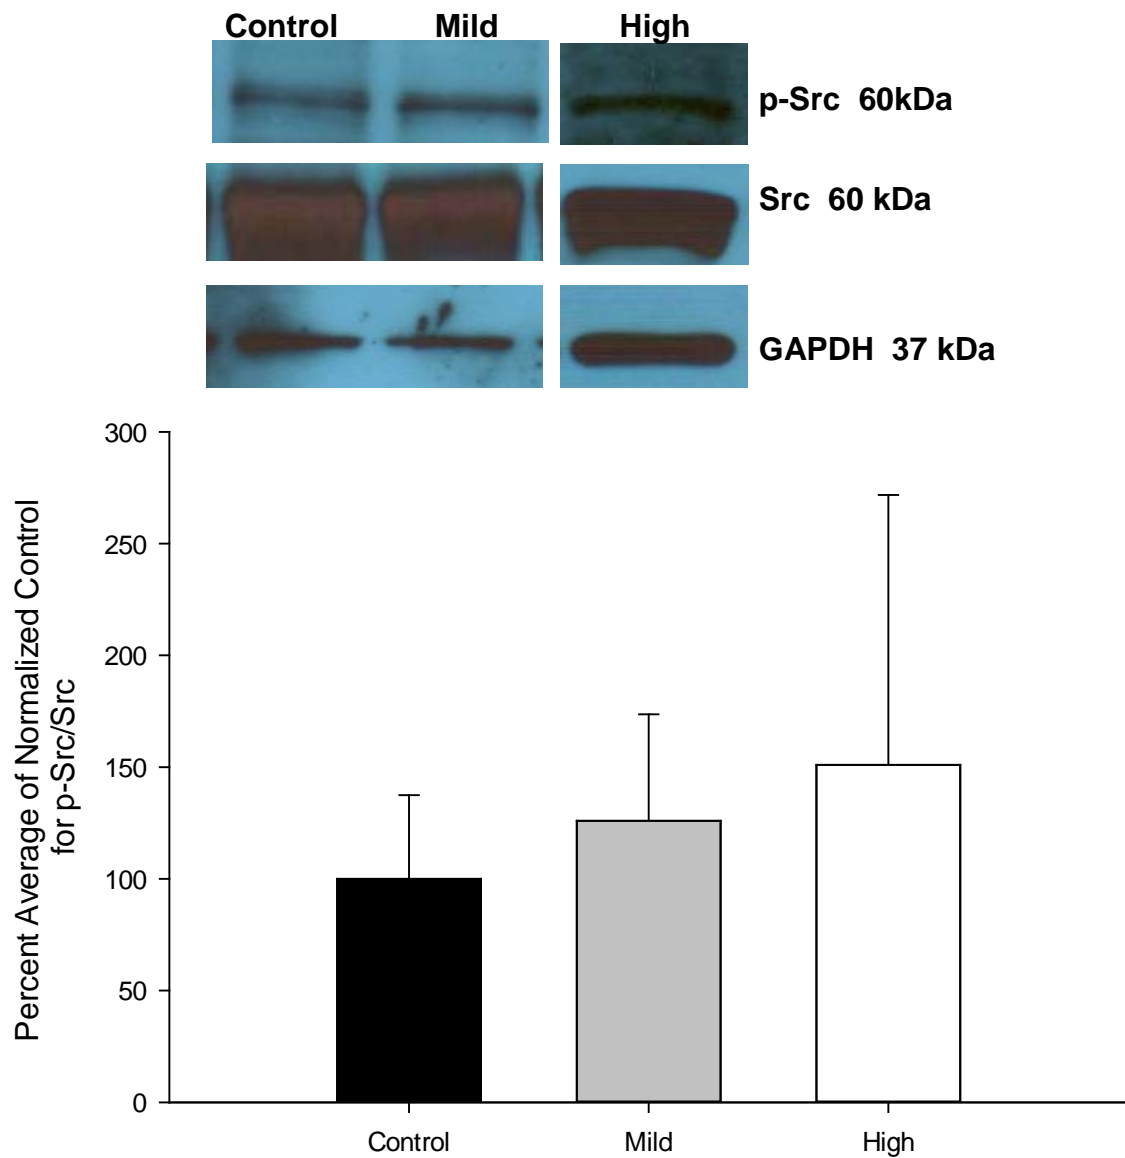 Control Mild High
p-Src 60kDa
Src 60 kDa
GAPDH 37 kDa
300
250
200
150
100
50
0
Percent Average of Normalized Control
for p-Src/Src
Control Mild High